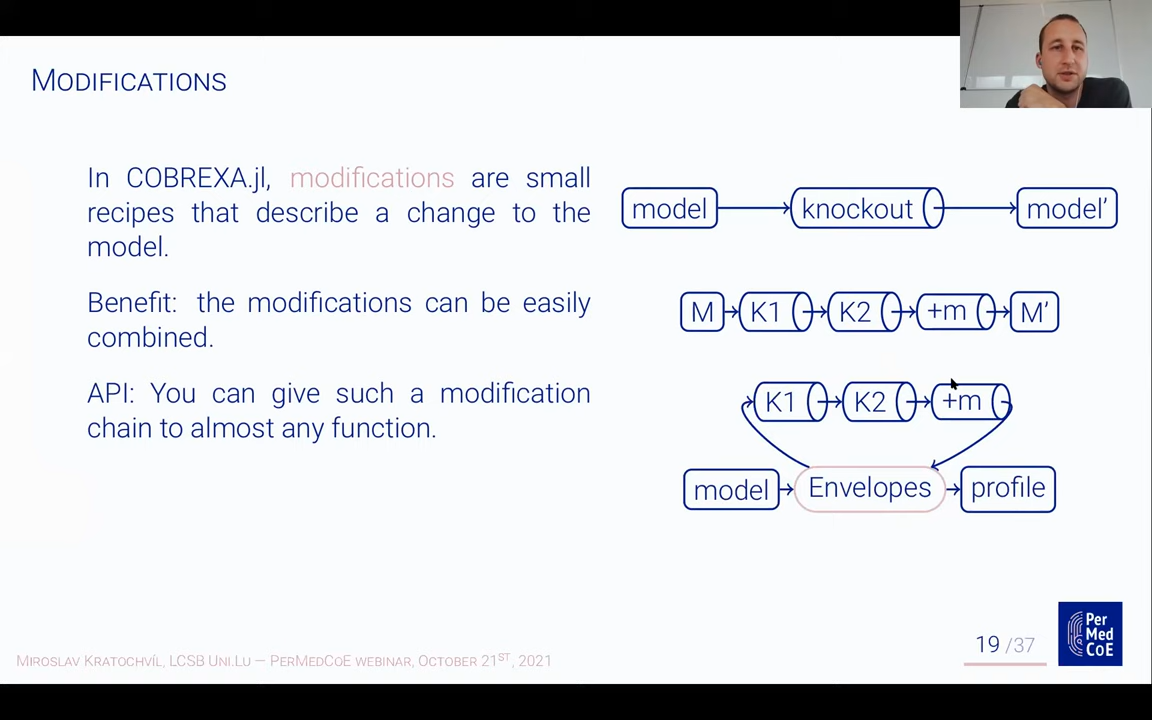 MODIFICATIONS
In COBREXA.jl, modifications are small
recipes that describe a change to the
model.
Benefit: the modifications can be easily
combined.
API: You can give such a modification
chain to almost any function.
model knockout model’
M K1 K2 +m M’
K1 K2 +m
model Envelopes profile
MIROSLAV KRATOCHVÍL, LCSB UNI.LU — PERMEDCOE WEBINAR, OCTOBER 21ST, 2021
19 /37
Per
Med
CoE